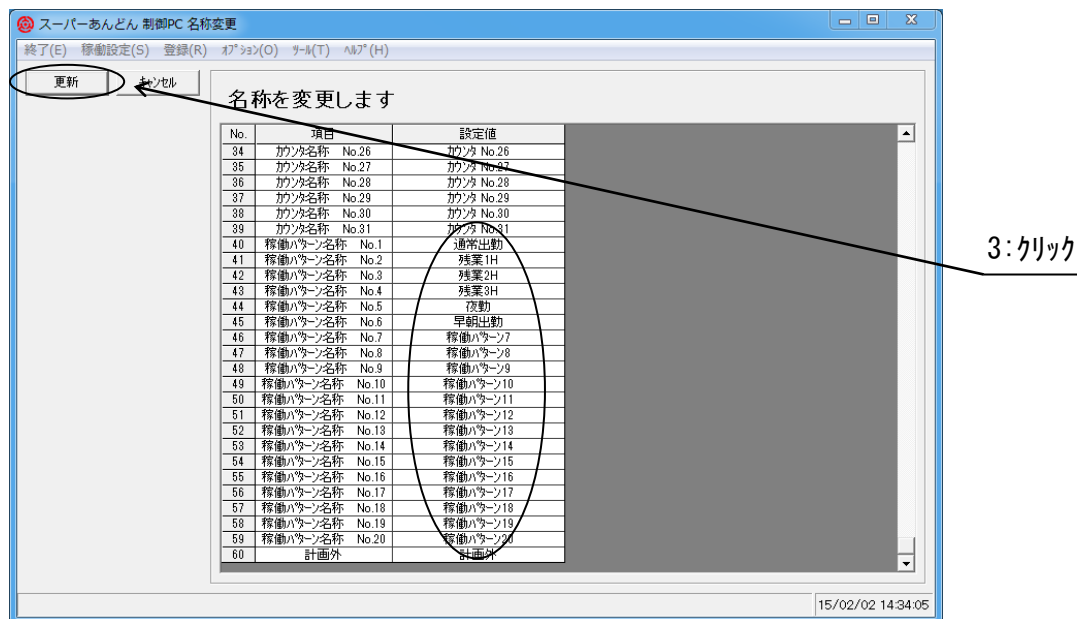 スーパーあんどん 制御PC 名称変更
終了(E) 稼働設定(S) 登録(R) ｵﾌﾟｼｮﾝ(O) ﾂｰﾙ(T) ﾍﾙﾌﾟ(H)
更新 ｷｬﾝｾﾙ
名称を変更します
No. 項目 設定値
34 ｶｳﾝﾀ名称 No.26 ｶｳﾝﾀ No.26
35 ｶｳﾝﾀ名称 No.27 ｶｳﾝﾀ No.27
36 ｶｳﾝﾀ名称 No.28 ｶｳﾝﾀ No.28
37 ｶｳﾝﾀ名称 No.29 ｶｳﾝﾀ No.29
38 ｶｳﾝﾀ名称 No.30 ｶｳﾝﾀ No.30
39 ｶｳﾝﾀ名称 No.31 ｶｳﾝﾀ No.31
40 稼働ﾊﾟﾀｰﾝ名称 No.1 通常出勤
41 稼働ﾊﾟﾀｰﾝ名称 No.2 残業1H
42 稼働ﾊﾟﾀｰﾝ名称 No.3 残業2H
43 稼働ﾊﾟﾀｰﾝ名称 No.4 残業3H
44 稼働ﾊﾟﾀｰﾝ名称 No.5 夜勤
45 稼働ﾊﾟﾀｰﾝ名称 No.6 早朝出勤
46 稼働ﾊﾟﾀｰﾝ名称 No.7 稼働ﾊﾟﾀｰﾝ7
47 稼働ﾊﾟﾀｰﾝ名称 No.8 稼働ﾊﾟﾀｰﾝ8
48 稼働ﾊﾟﾀｰﾝ名称 No.9 稼働ﾊﾟﾀｰﾝ9
49 稼働ﾊﾟﾀｰﾝ名称 No.10 稼働ﾊﾟﾀｰﾝ10
50 稼働ﾊﾟﾀｰﾝ名称 No.11 稼働ﾊﾟﾀｰﾝ11
51 稼働ﾊﾟﾀｰﾝ名称 No.12 稼働ﾊﾟﾀｰﾝ12
52 稼働ﾊﾟﾀｰﾝ名称 No.13 稼働ﾊﾟﾀｰﾝ13
53 稼働ﾊﾟﾀｰﾝ名称 No.14 稼働ﾊﾟﾀｰﾝ14
54 稼働ﾊﾟﾀｰﾝ名称 No.15 稼働ﾊﾟﾀｰﾝ15
55 稼働ﾊﾟﾀｰﾝ名称 No.16 稼働ﾊﾟﾀｰﾝ16
56 稼働ﾊﾟﾀｰﾝ名称 No.17 稼働ﾊﾟﾀｰﾝ17
57 稼働ﾊﾟﾀｰﾝ名称 No.18 稼働ﾊﾟﾀｰﾝ18
58 稼働ﾊﾟﾀｰﾝ名称 No.19 稼働ﾊﾟﾀｰﾝ19
59 稼働ﾊﾟﾀｰﾝ名称 No.20 稼働ﾊﾟﾀｰﾝ20
60 計画外 計画外
3:ｸﾘｯｸ
15/02/02 14:34:05